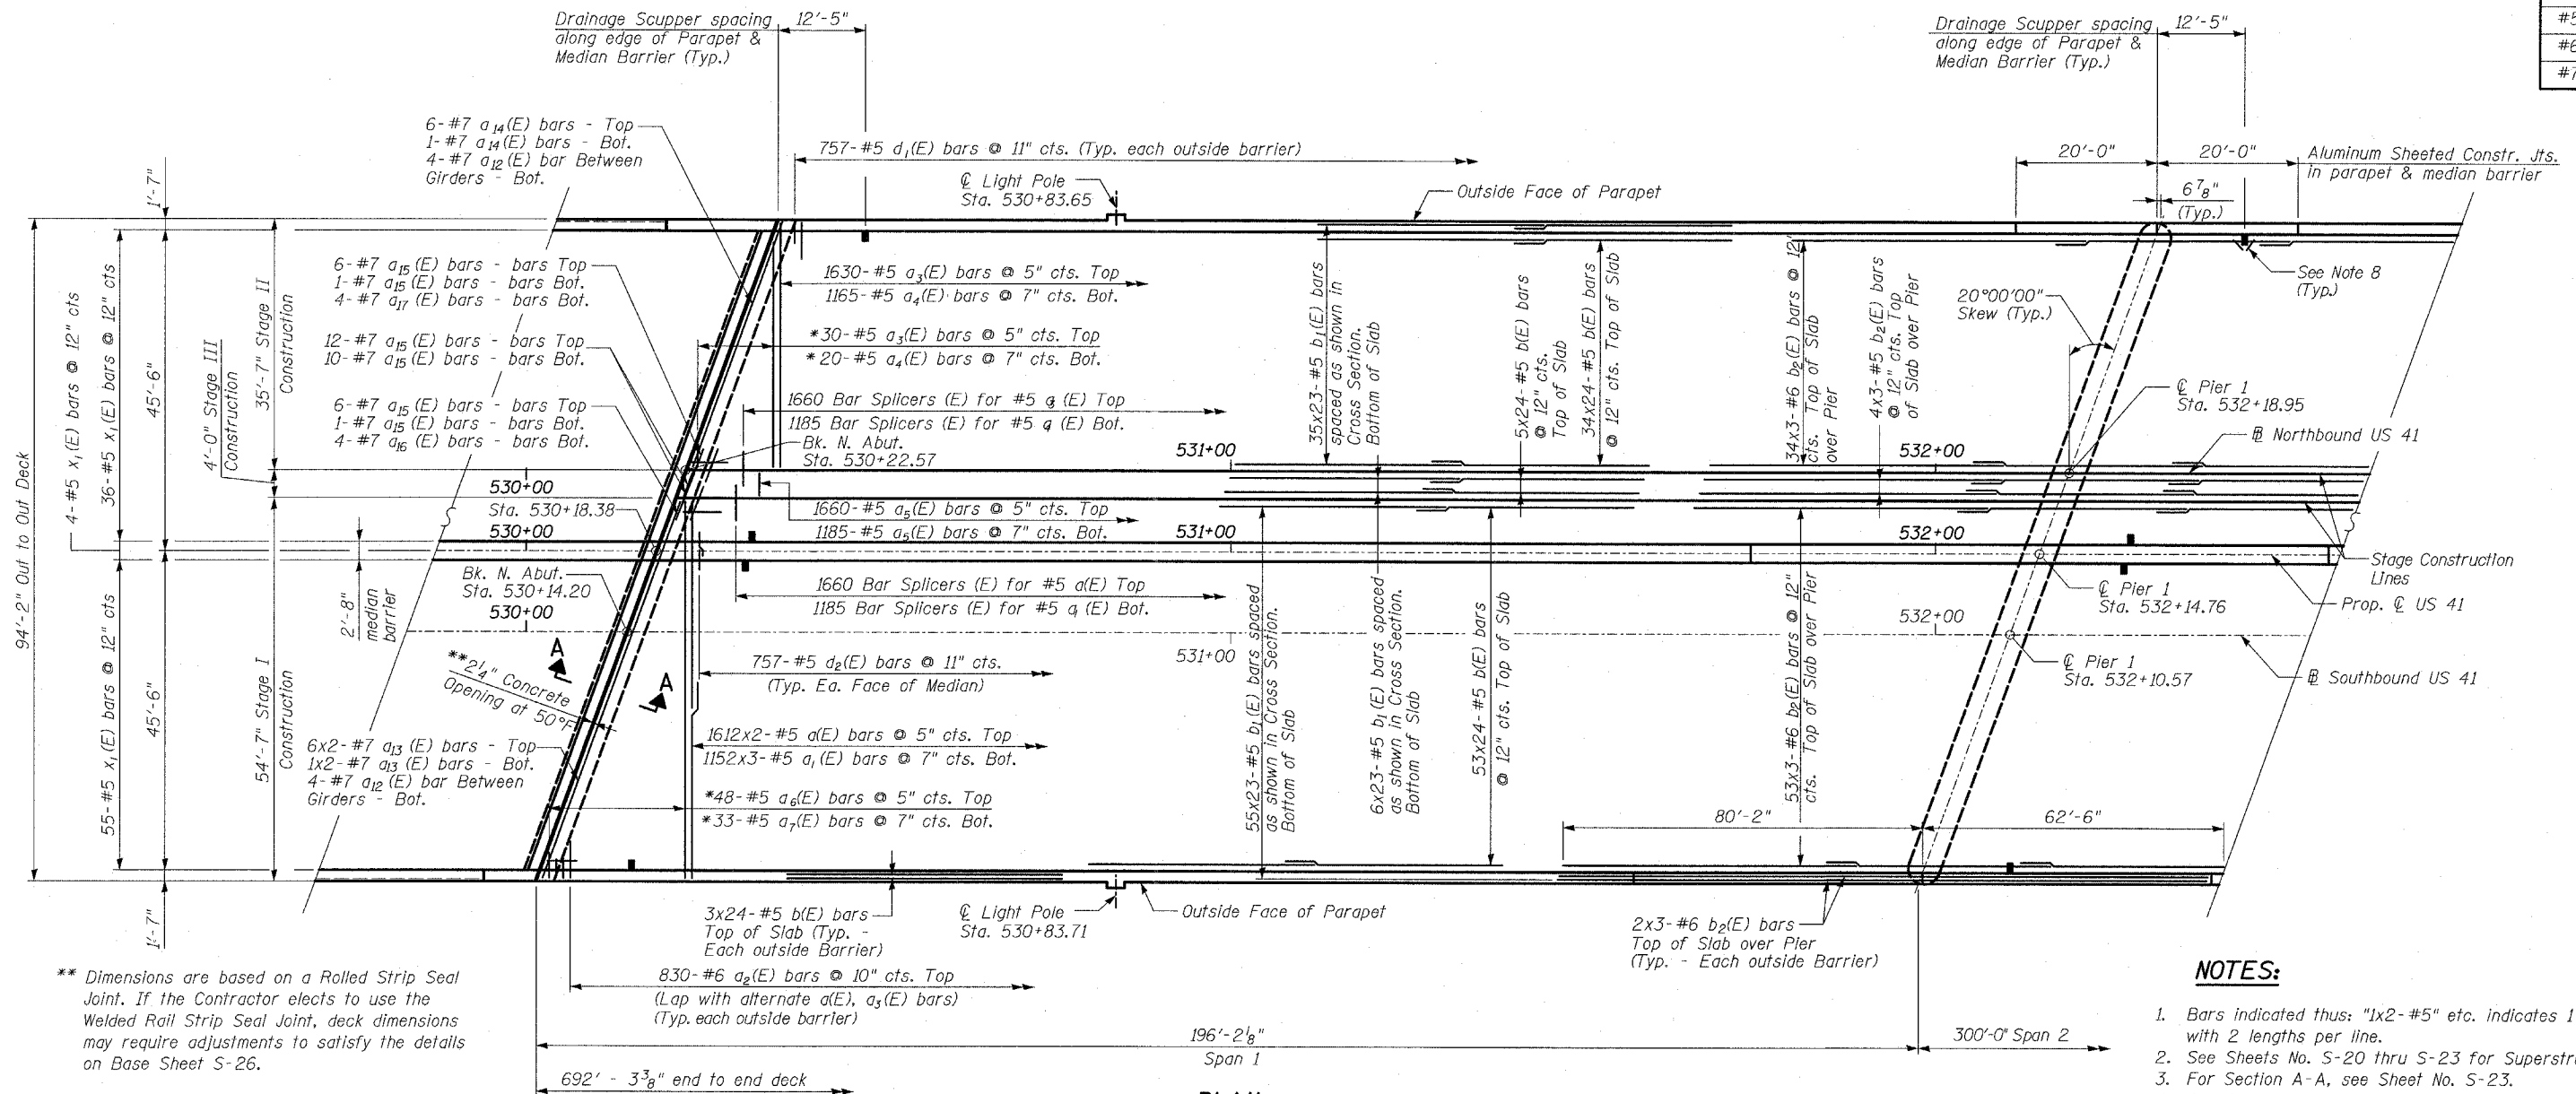 Drainage Scupper spacing
along edge of Parapet &
Median Barrier (Typ.)
12'-5"
Drainage Scupper spacing
along edge of Parapet &
Median Barrier (Typ.)
12'-5"
#5
#6
#7
6-#7 a14(E) bars - Top
1-#7 a14(E) bars - Bot.
4-#7 a12(E) bar Between
Girders - Bot.
757-#5 d1(E) bars @ 11" cts. (Typ. each outside barrier)
℄ Light Pole
Sta. 530+83.65
Outside Face of Parapet
20'-0"
20'-0"
Aluminum Sheeted Constr. Jts.
in parapet & median barrier
6 7/8"
(Typ.)
See Note 8
(Typ.)
1'-7"
94'-2" Out to Out Deck
4-#5 x1(E) bars @ 12" cts
36-#5 x1(E) bars @ 12" cts
45'-6"
4'-0" Stage III
Construction
35'-7" Stage II
Construction
6-#7 a15(E) bars - bars Top
1-#7 a15(E) bars - bars Bot.
4-#7 a17(E) bars - bars Bot.
12-#7 a15(E) bars - bars Top
10-#7 a15(E) bars - bars Bot.
6-#7 a15(E) bars - bars Top
1-#7 a15(E) bars - bars Bot.
4-#7 a16(E) bars - bars Bot.
1630-#5 a3(E) bars @ 5" cts. Top
1165-#5 a4(E) bars @ 7" cts. Bot.
*30-#5 a3(E) bars @ 5" cts. Top
*20-#5 a4(E) bars @ 7" cts. Bot.
1660 Bar Splicers (E) for #5 a3(E) Top
1185 Bar Splicers (E) for #5 a (E) Bot.
Bk. N. Abut.
Sta. 530+22.57
35x23-#5 b1(E) bars
spaced as shown in
Cross Section.
Bottom of Slab
5x24-#5 b(E) bars
@ 12" cts.
Top of Slab
34x24-#5 b(E) bars
@ 12" cts. Top of Slab
34x3-#6 b2(E) bars @ 12"
cts. Top of Slab
over Pier
4x3-#5 b2(E) bars
@ 12" cts. Top
of Slab over Pier
20°00'00"
Skew (Typ.)
℄ Pier 1
Sta. 532+18.95
℔ Northbound US 41
530+00
531+00
532+00
Sta. 530+18.38
1660-#5 a5(E) bars @ 5" cts. Top
1185-#5 a5(E) bars @ 7" cts. Bot.
530+00
531+00
532+00
Stage Construction
Lines
℄ Pier 1
Sta. 532+14.76
Prop. ℄ US 41
Bk. N. Abut.
Sta. 530+14.20
1660 Bar Splicers (E) for #5 a(E) Top
1185 Bar Splicers (E) for #5 a (E) Bot.
530+00
531+00
532+00
℄ Pier 1
Sta. 532+10.57
℔ Southbound US 41
2'-8"
median
barrier
55-#5 x1(E) bars @ 12" cts
45'-6"
54'-7" Stage I
Construction
1'-7"
**2 1/4" Concrete
Opening at 50°F
A
A
757-#5 d2(E) bars @ 11" cts.
(Typ. Ea. Face of Median)
6x2-#7 a13(E) bars - Top
1x2-#7 a13(E) bars - Bot.
4-#7 a12(E) bar Between
Girders - Bot.
1612x2-#5 a(E) bars @ 5" cts. Top
1152x3-#5 a1(E) bars @ 7" cts. Bot.
*48-#5 a6(E) bars @ 5" cts. Top
*33-#5 a7(E) bars @ 7" cts. Bot.
55x23-#5 b1(E) bars spaced
as shown in Cross Section.
Bottom of Slab
6x23-#5 b1(E) bars spaced
as shown in Cross Section.
Bottom of Slab
53x24-#5 b(E) bars
@ 12" cts. Top of Slab
53x3-#6 b2(E) bars @ 12"
cts. Top of Slab over Pier
80'-2"
62'-6"
3x24-#5 b(E) bars
Top of Slab (Typ. -
Each outside Barrier)
℄ Light Pole
Sta. 530+83.71
Outside Face of Parapet
2x3-#6 b2(E) bars
Top of Slab over Pier
(Typ. - Each outside Barrier)
830-#6 a2(E) bars @ 10" cts. Top
(Lap with alternate a(E), a3(E) bars)
(Typ. each outside barrier)
196'-2 1/8"
Span 1
300'-0" Span 2
692' - 3 3/8" end to end deck
** Dimensions are based on a Rolled Strip Seal
Joint. If the Contractor elects to use the
Welded Rail Strip Seal Joint, deck dimensions
may require adjustments to satisfy the details
on Base Sheet S-26.
NOTES:
1. Bars indicated thus: "1x2-#5" etc. indicates 1
with 2 lengths per line.
2. See Sheets No. S-20 thru S-23 for Superstr
3. For Section A-A, see Sheet No. S-23.